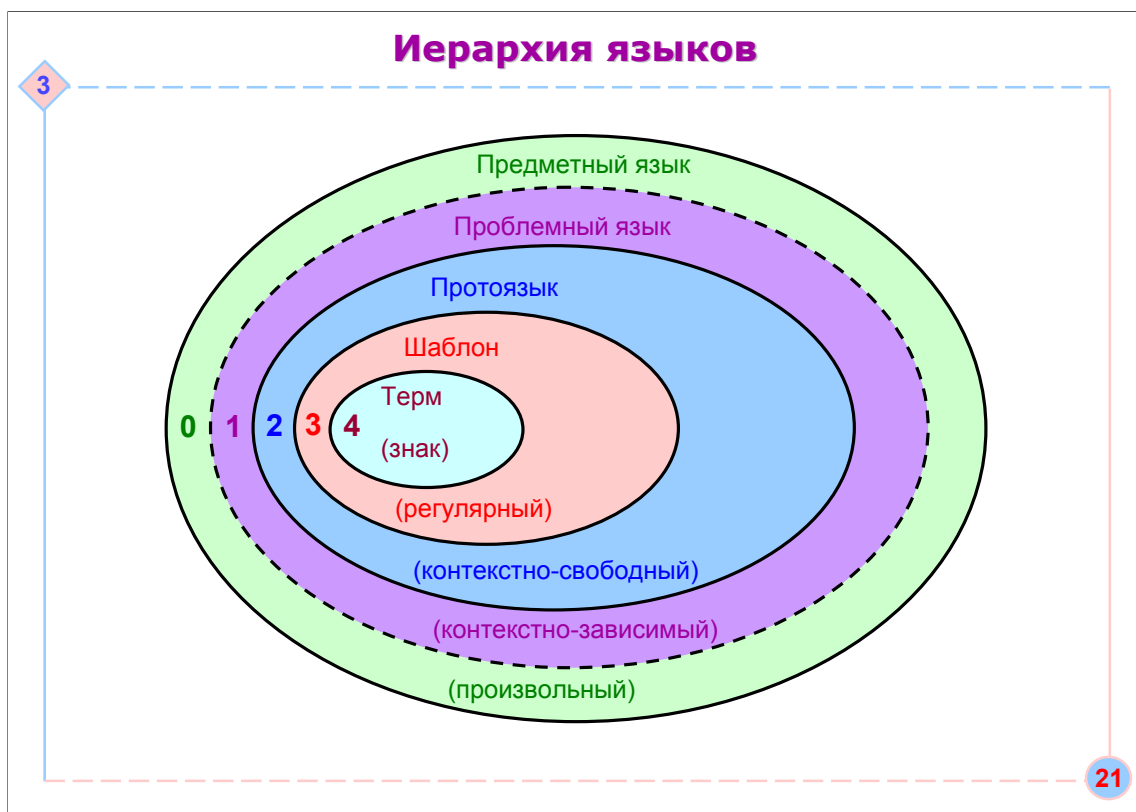 Иерархия языков
3
Предметный язык
Проблемный язык
Протоязык
Шаблон
Терм
0 1 2 3 4
(знак)
(регулярный)
(контекстно-свободный)
(контекстно-зависимый)
(произвольный)
21